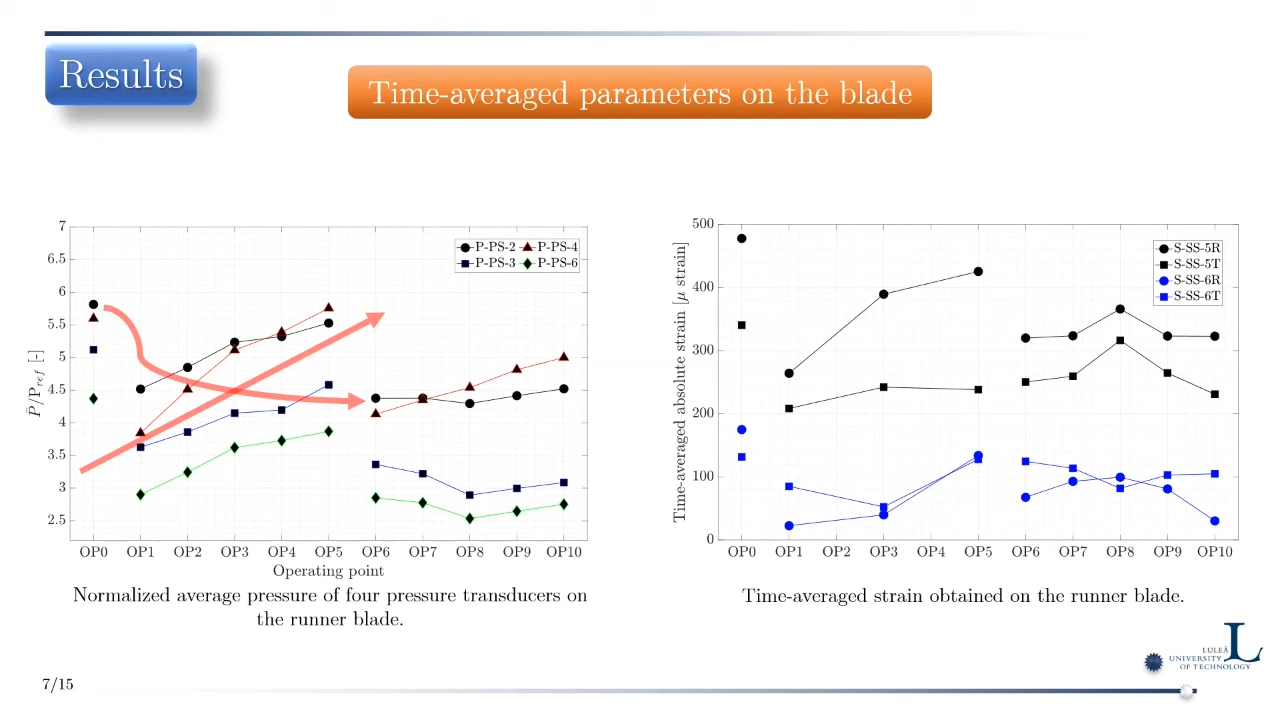 Results
Time-averaged parameters on the blade
7
6.5
6
5.5
5
4.5
4
3.5
3
2.5
P̄/P_ref [-]
P-PS-2 P-PS-4
P-PS-3 P-PS-6
OP0 OP1 OP2 OP3 OP4 OP5 OP6 OP7 OP8 OP9 OP10
Operating point
Normalized average pressure of four pressure transducers on
the runner blade.
500
400
300
200
100
0
Time-averaged absolute strain [μ strain]
S-SS-5R
S-SS-5T
S-SS-6R
S-SS-6T
OP0 OP1 OP2 OP3 OP4 OP5 OP6 OP7 OP8 OP9 OP10
Time-averaged strain obtained on the runner blade.
LULEÅ
UNIVERSITY
OF TECHNOLOGY
L
7/15